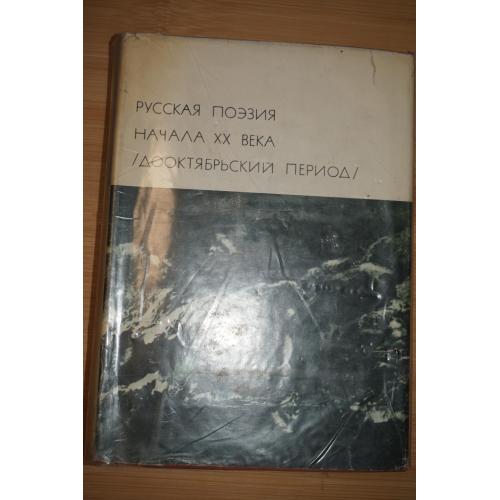 РУССКАЯ ПОЭЗИЯ
НАЧАЛА XX ВЕКА
/ДООКТЯБРЬСКИЙ ПЕРИОД/